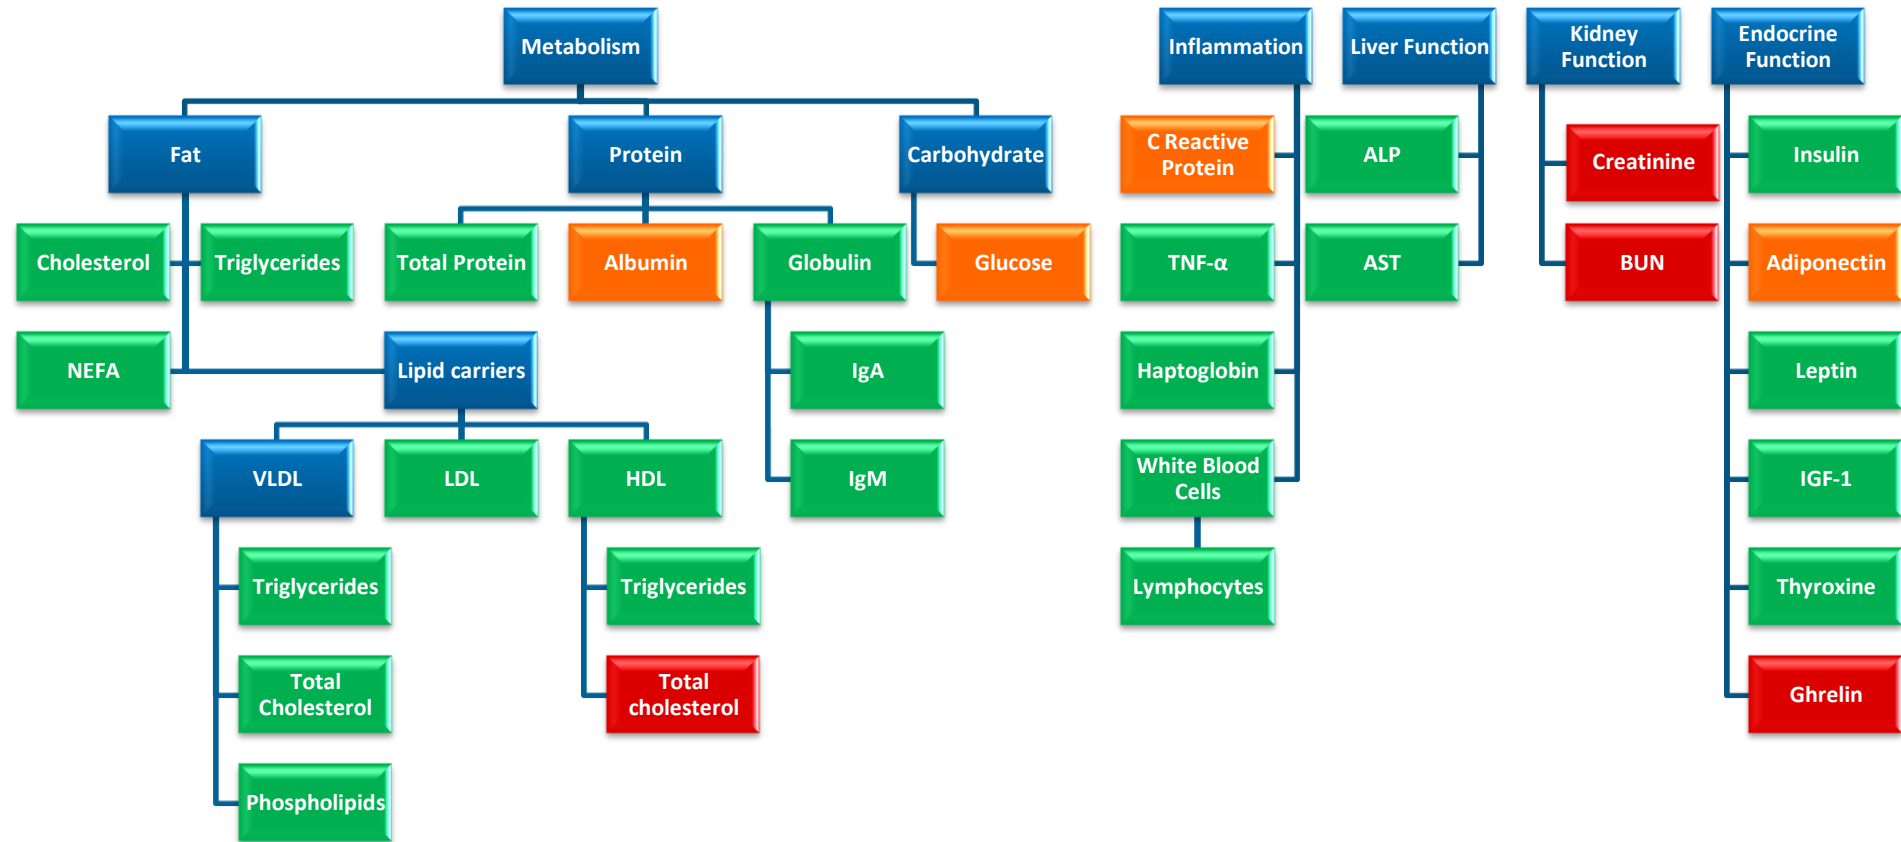 Metabolism
Inflammation
Liver Function
Kidney
Function
Endocrine
Function
Fat
Protein
Carbohydrate
C Reactive
Protein
ALP
Creatinine
Insulin
Cholesterol
Triglycerides
Total Protein
Albumin
Globulin
Glucose
TNF-α
AST
BUN
Adiponectin
NEFA
Lipid carriers
IgA
Haptoglobin
Leptin
VLDL
LDL
HDL
IgM
White Blood
Cells
IGF-1
Triglycerides
Triglycerides
Lymphocytes
Thyroxine
Total
Cholesterol
Total
cholesterol
Ghrelin
Phospholipids